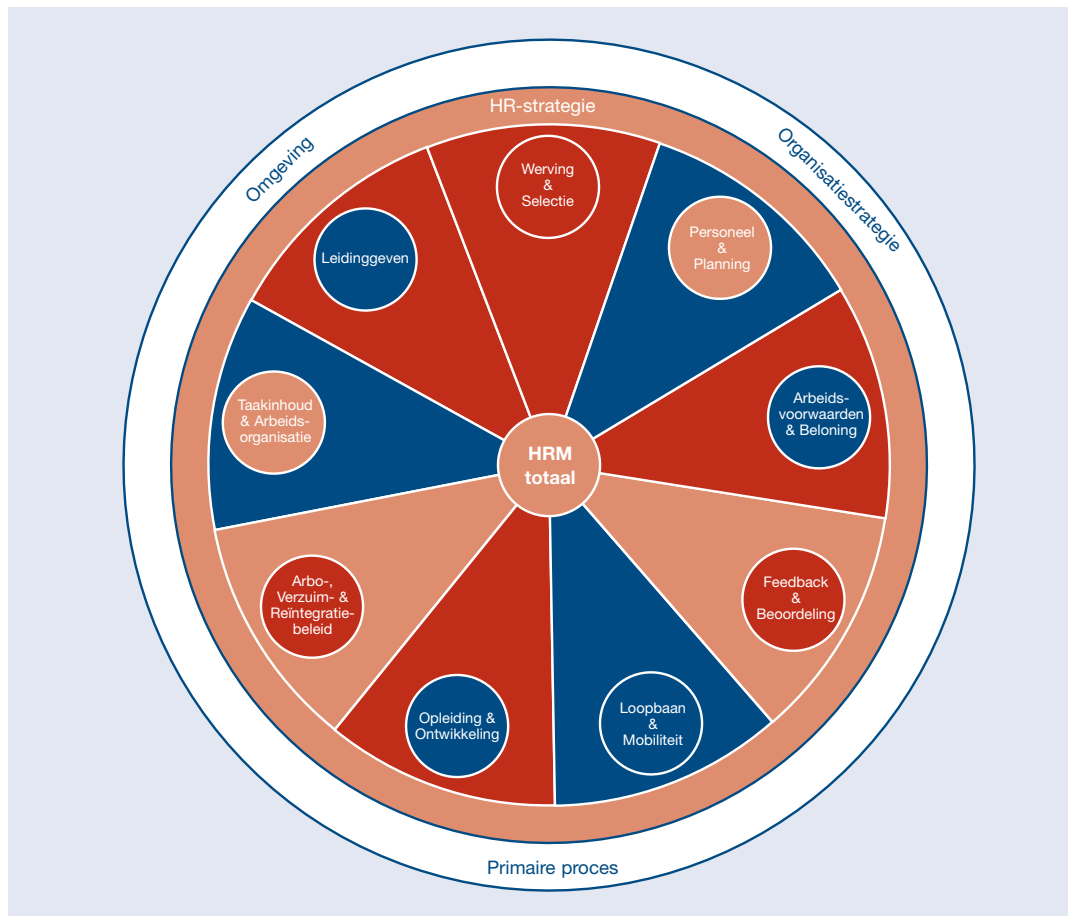 HR-strategie
Omgeving
Organisatiestrategie
Werving
&
Selectie
Personeel
&
Planning
Arbeids-
voorwaarden
& Beloning
Feedback
&
Beoordeling
Loopbaan
&
Mobiliteit
Opleiding &
Ontwikkeling
Arbo-,
Verzuim- &
Reïntegratie-
beleid
Taakinhoud
& Arbeids-
organisatie
Leidinggeven
HRM
totaal
Primaire proces